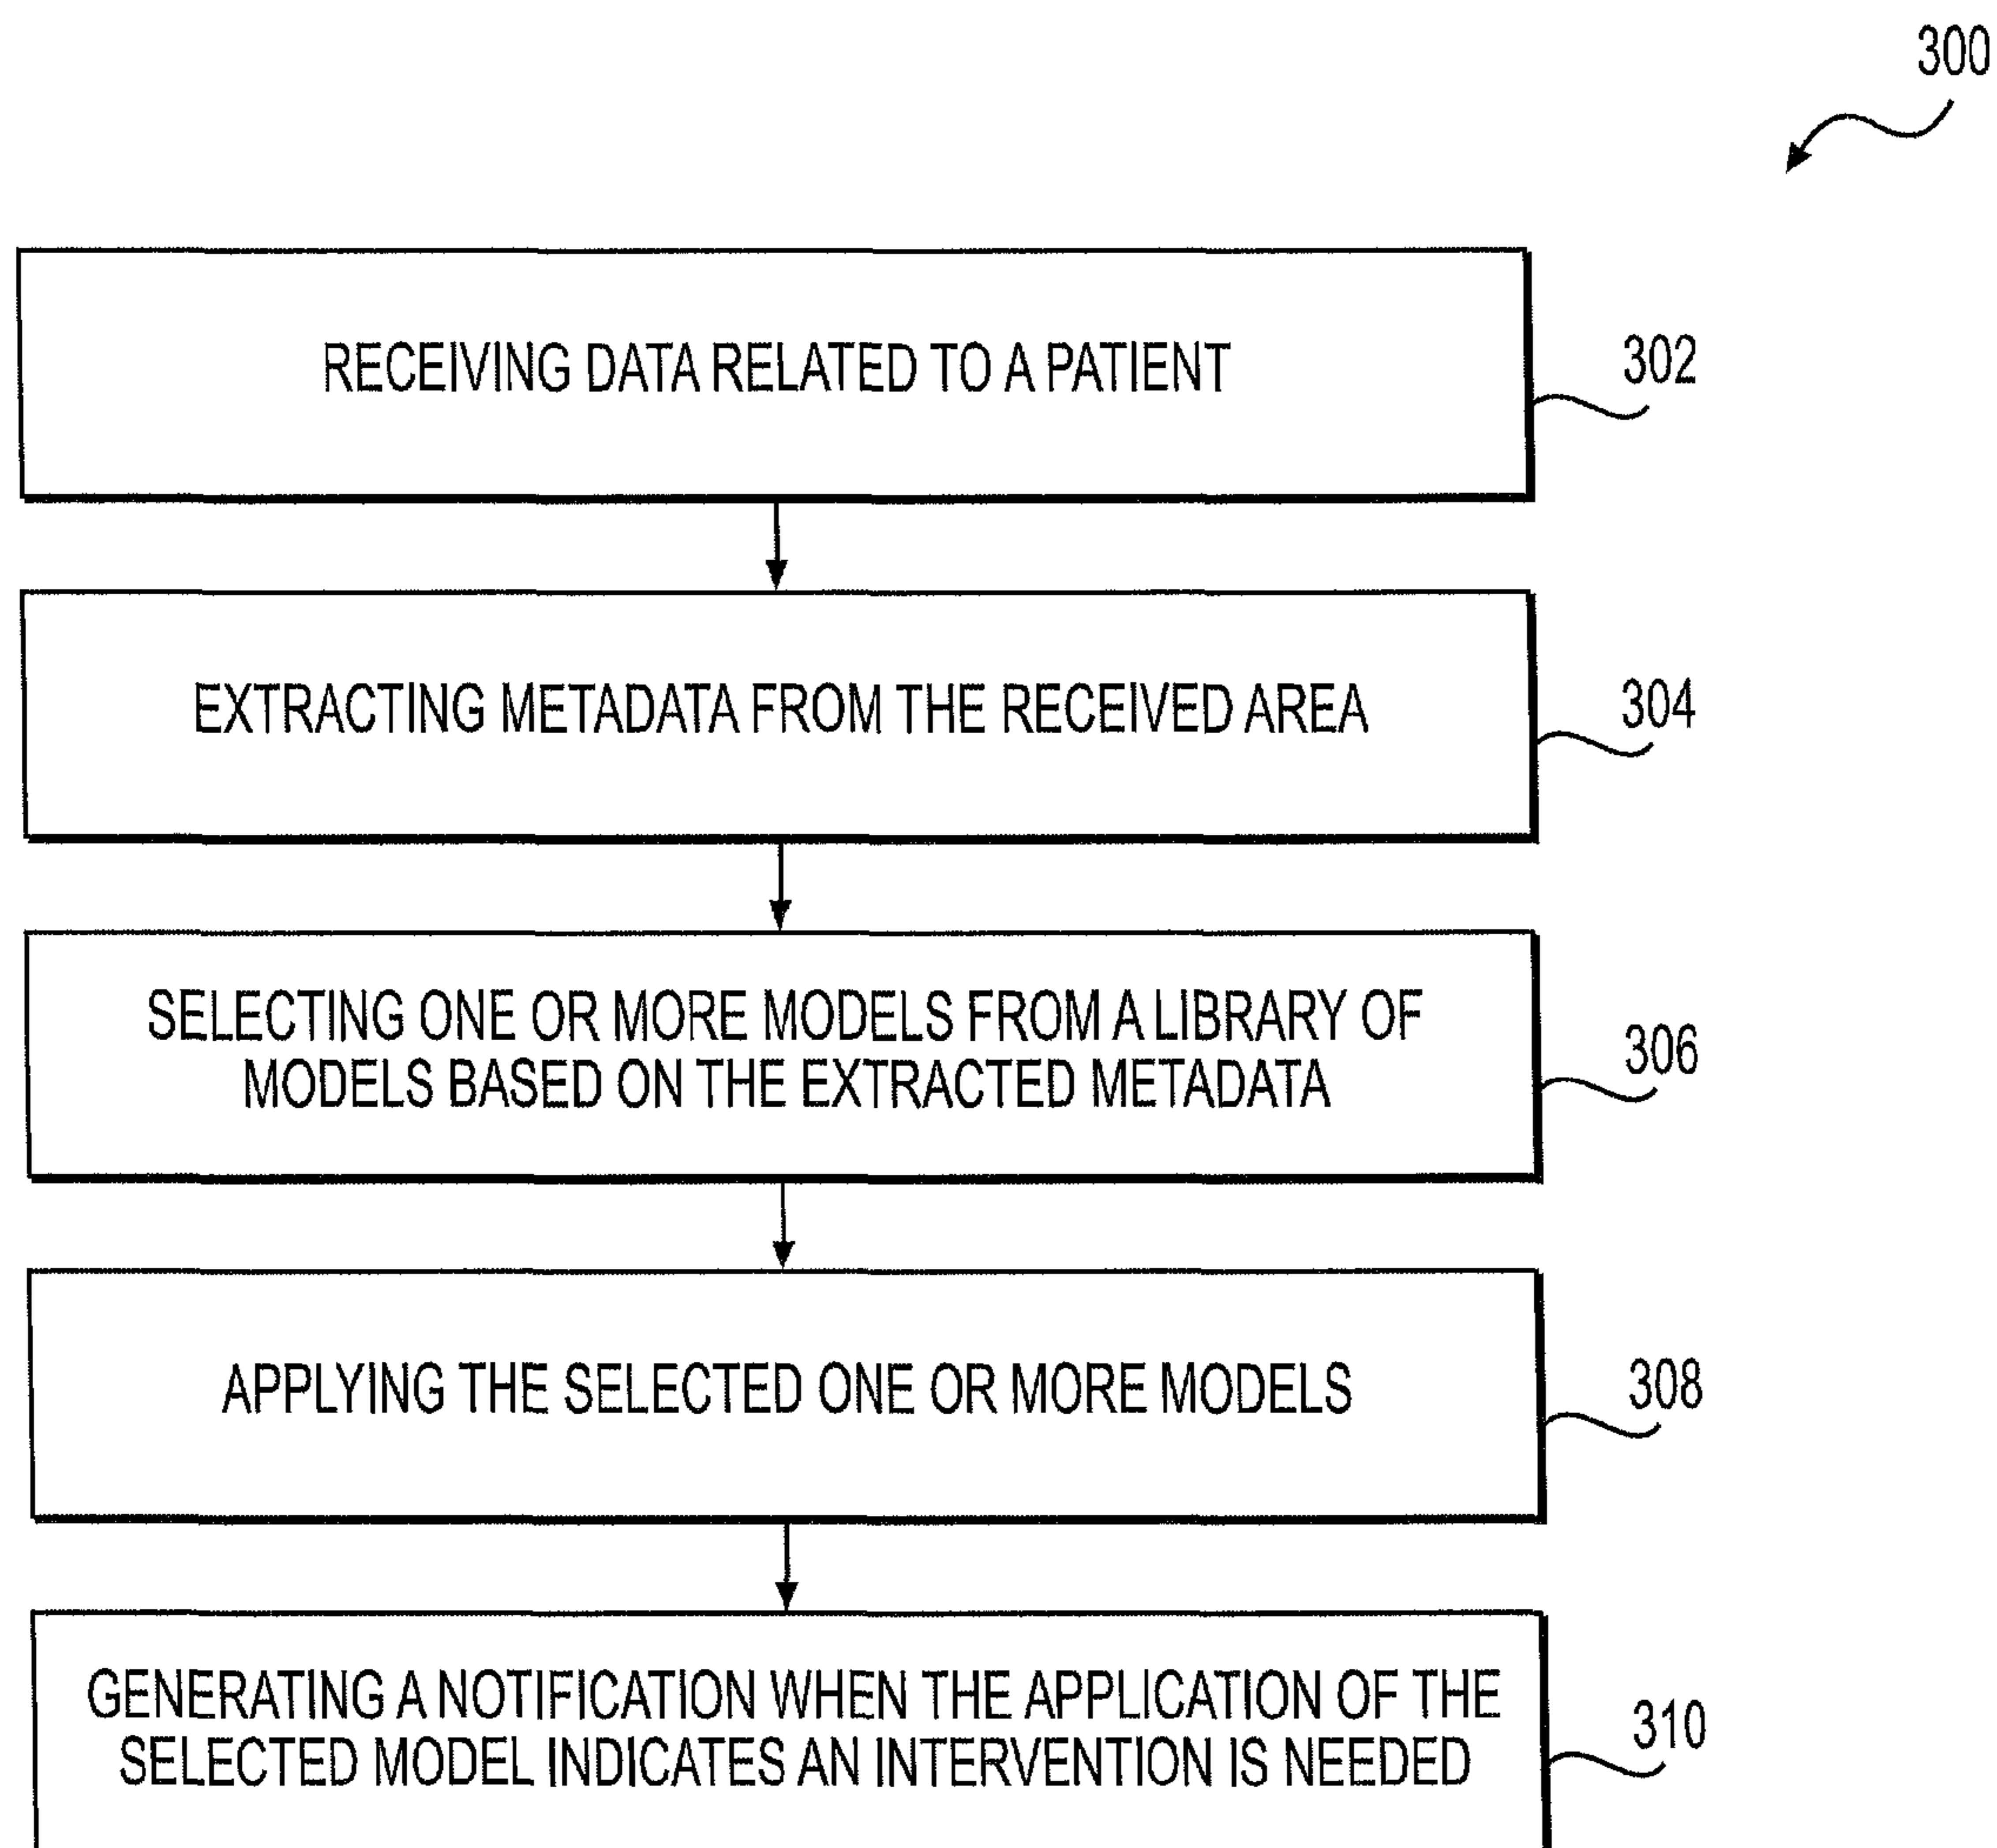 300
RECEIVING DATA RELATED TO A PATIENT
302
EXTRACTING METADATA FROM THE RECEIVED AREA
304
SELECTING ONE OR MORE MODELS FROM A LIBRARY OF
MODELS BASED ON THE EXTRACTED METADATA
306
APPLYING THE SELECTED ONE OR MORE MODELS
308
GENERATING A NOTIFICATION WHEN THE APPLICATION OF THE
SELECTED MODEL INDICATES AN INTERVENTION IS NEEDED
310